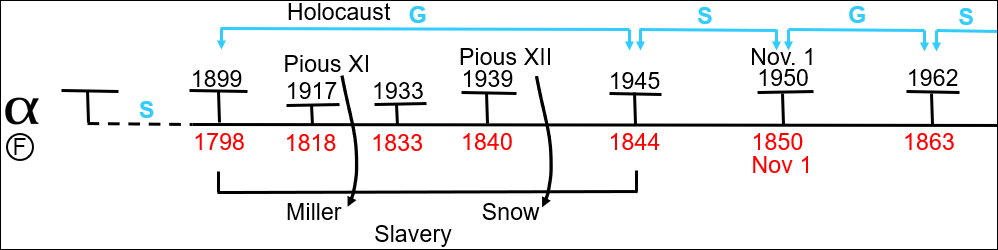 Holocaust G S G S
Pious XI Pious XII Nov. 1
1899 1917 1933 1939 1945 1950 1962
α S
F 1798 1818 1833 1840 1844 1850 1863
Nov 1
Miller Snow
Slavery